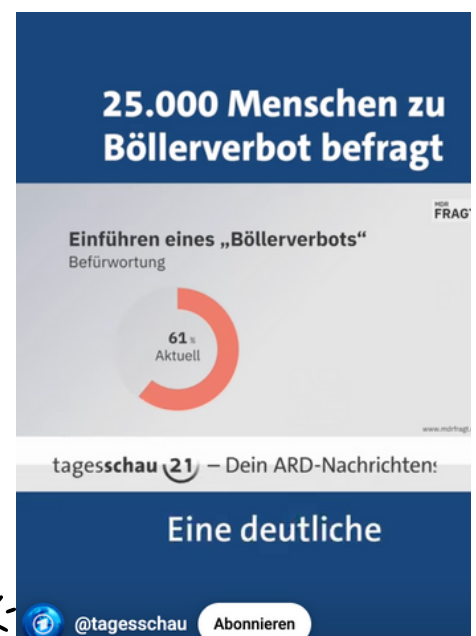 25.000 Menschen zu
Böllerverbot befragt
MDR
FRAGT
Einführen eines „Böllerverbots“
Befürwortung
61 %
Aktuell
www.mdrfragt.
tagesschau 21 – Dein ARD-Nachrichten
Eine deutliche
@tagesschau Abonnieren